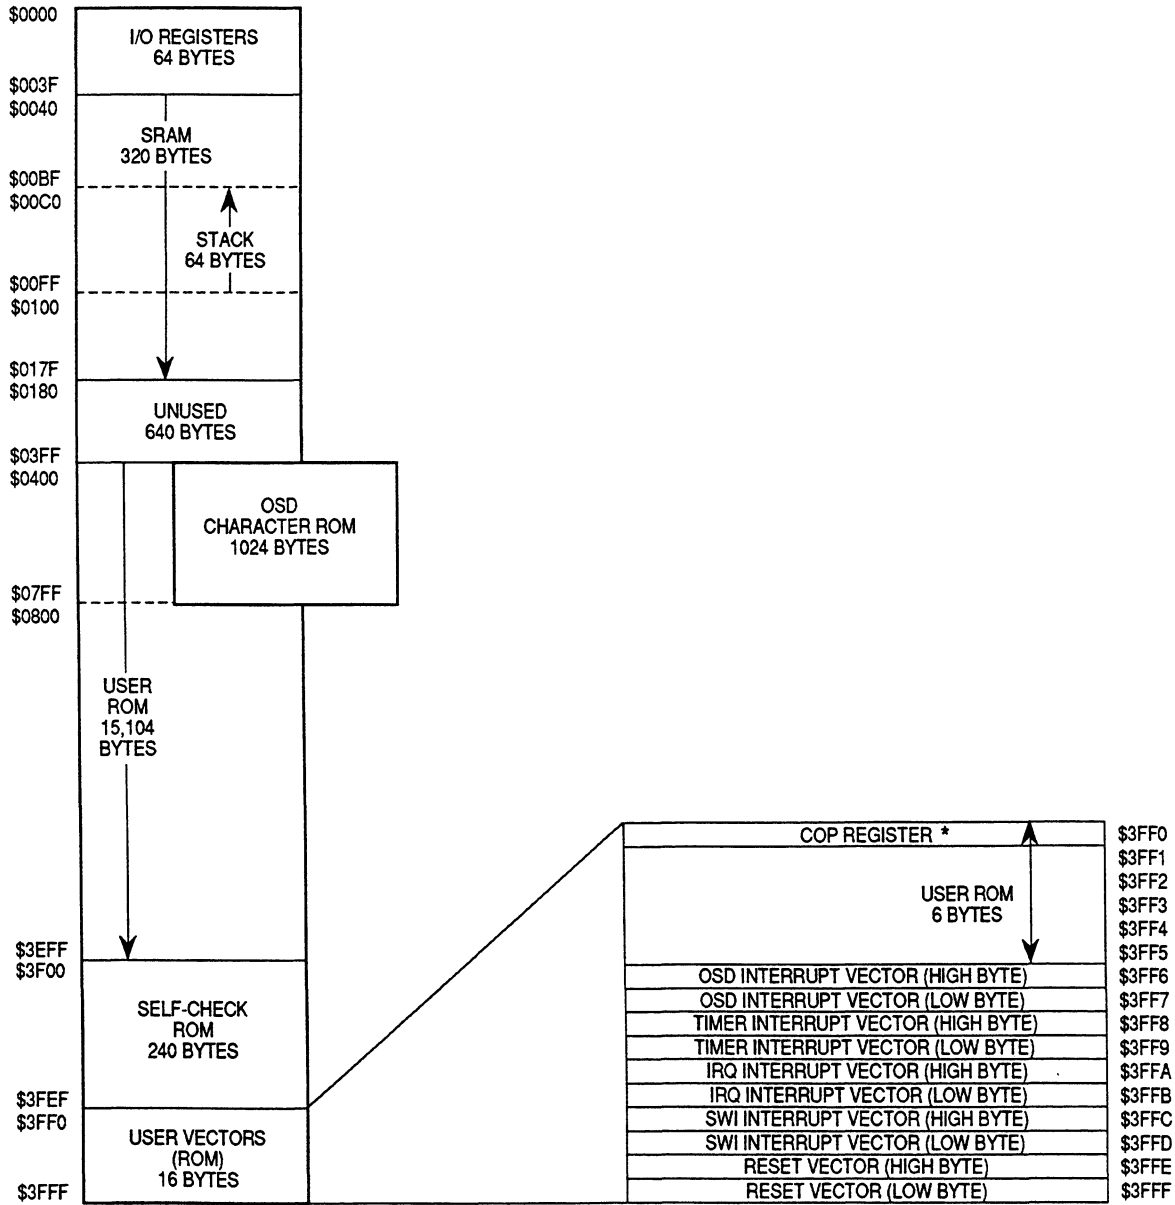 $0000
I/O REGISTERS
64 BYTES
$003F
$0040
SRAM
320 BYTES
$00BF
$00C0
STACK
64 BYTES
$00FF
$0100
$017F
$0180
UNUSED
640 BYTES
$03FF
$0400
OSD
CHARACTER ROM
1024 BYTES
$07FF
$0800
USER
ROM
15,104
BYTES
$3EFF
$3F00
SELF-CHECK
ROM
240 BYTES
$3FEF
$3FF0
USER VECTORS
(ROM)
16 BYTES
$3FFF
COP REGISTER * $3FF0
$3FF1
$3FF2
USER ROM $3FF3
6 BYTES
$3FF4
$3FF5
OSD INTERRUPT VECTOR (HIGH BYTE) $3FF6
OSD INTERRUPT VECTOR (LOW BYTE) $3FF7
TIMER INTERRUPT VECTOR (HIGH BYTE) $3FF8
TIMER INTERRUPT VECTOR (LOW BYTE) $3FF9
IRQ INTERRUPT VECTOR (HIGH BYTE) $3FFA
IRQ INTERRUPT VECTOR (LOW BYTE) $3FFB
SWI INTERRUPT VECTOR (HIGH BYTE) $3FFC
SWI INTERRUPT VECTOR (LOW BYTE) $3FFD
RESET VECTOR (HIGH BYTE) $3FFE
RESET VECTOR (LOW BYTE) $3FFF